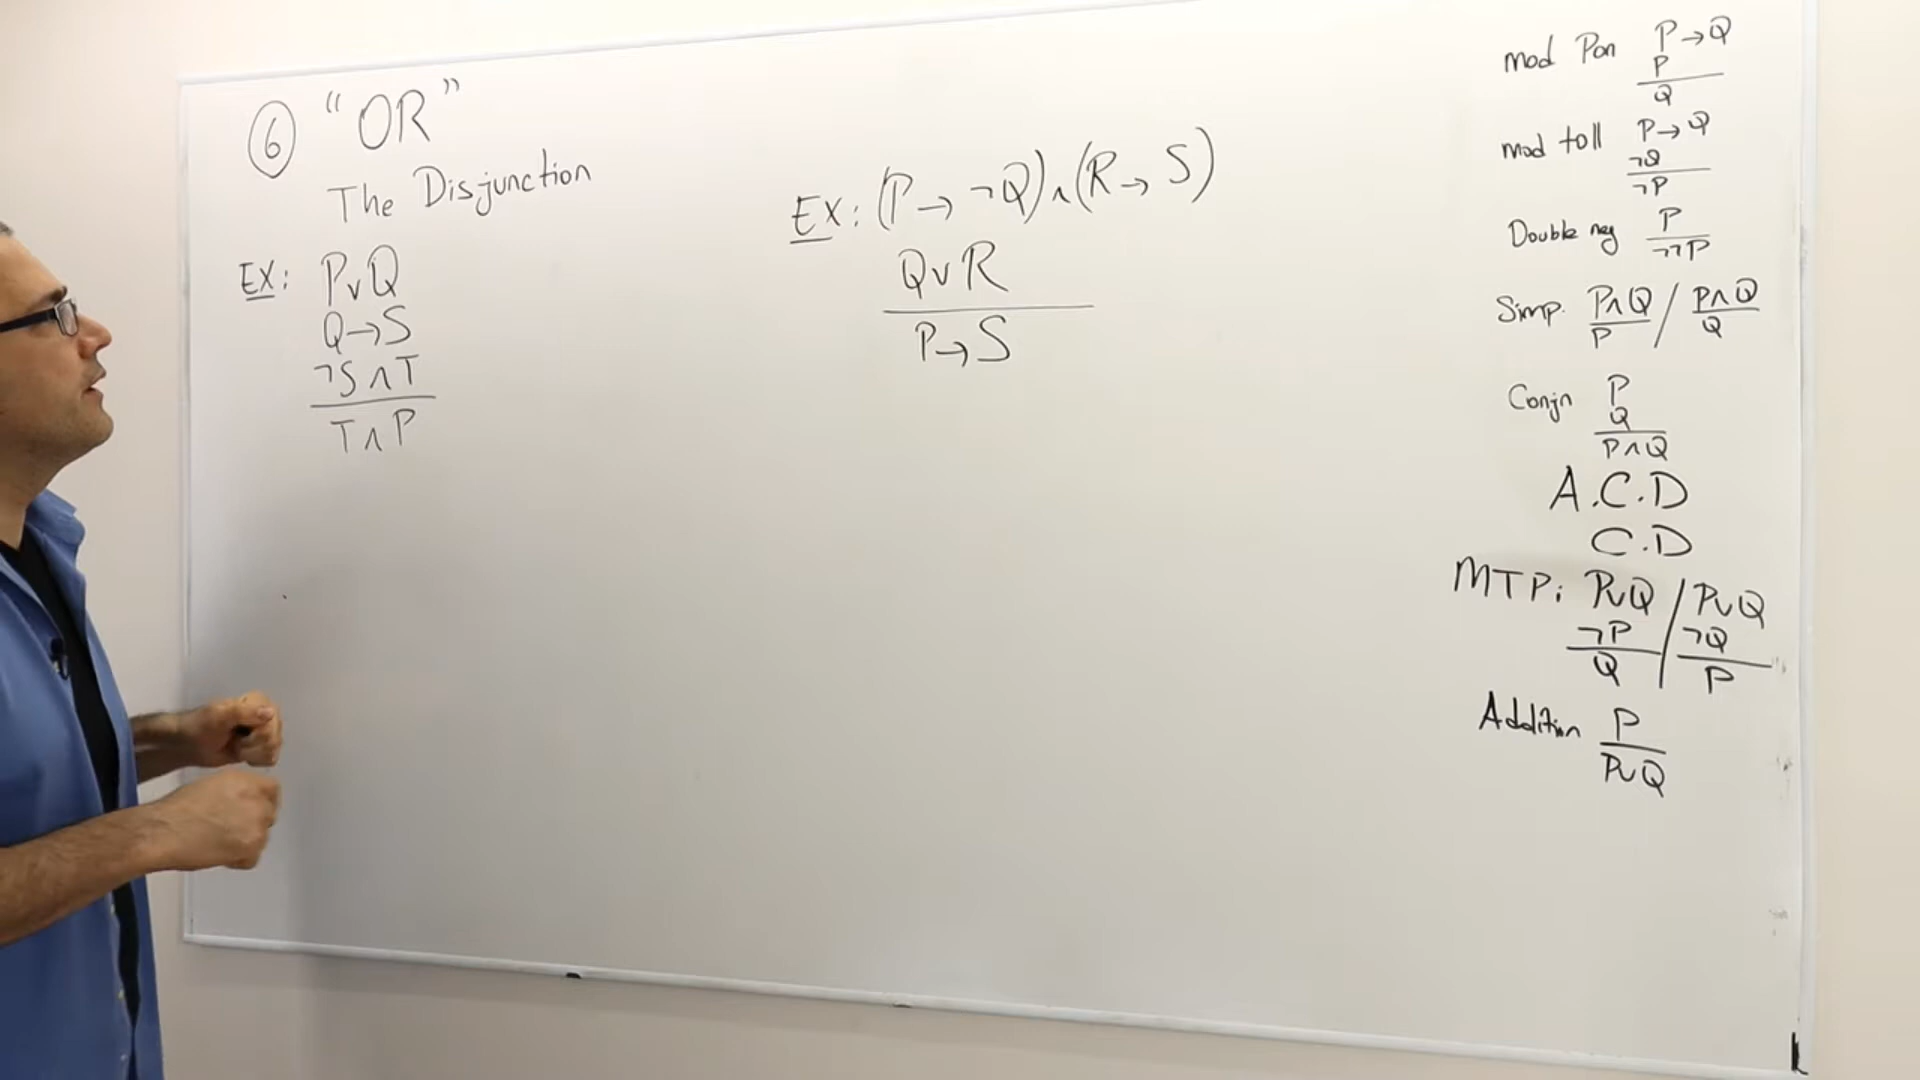 6 "OR"
The Disjunction
EX: P∨Q
Q→S
¬S∧T
T∧P
EX: (P→¬Q)∧(R→S)
Q∨R
P→S
mod Pon P→Q
P
Q
mod toll P→Q
¬Q
¬P
Double neg P
¬¬P
Simp. P∧Q / P∧Q
P Q
Conjn P
Q
P∧Q
A.C.D
C.D
MTP: P∨Q / P∨Q
¬P ¬Q
Q P
Addition P
P∨Q